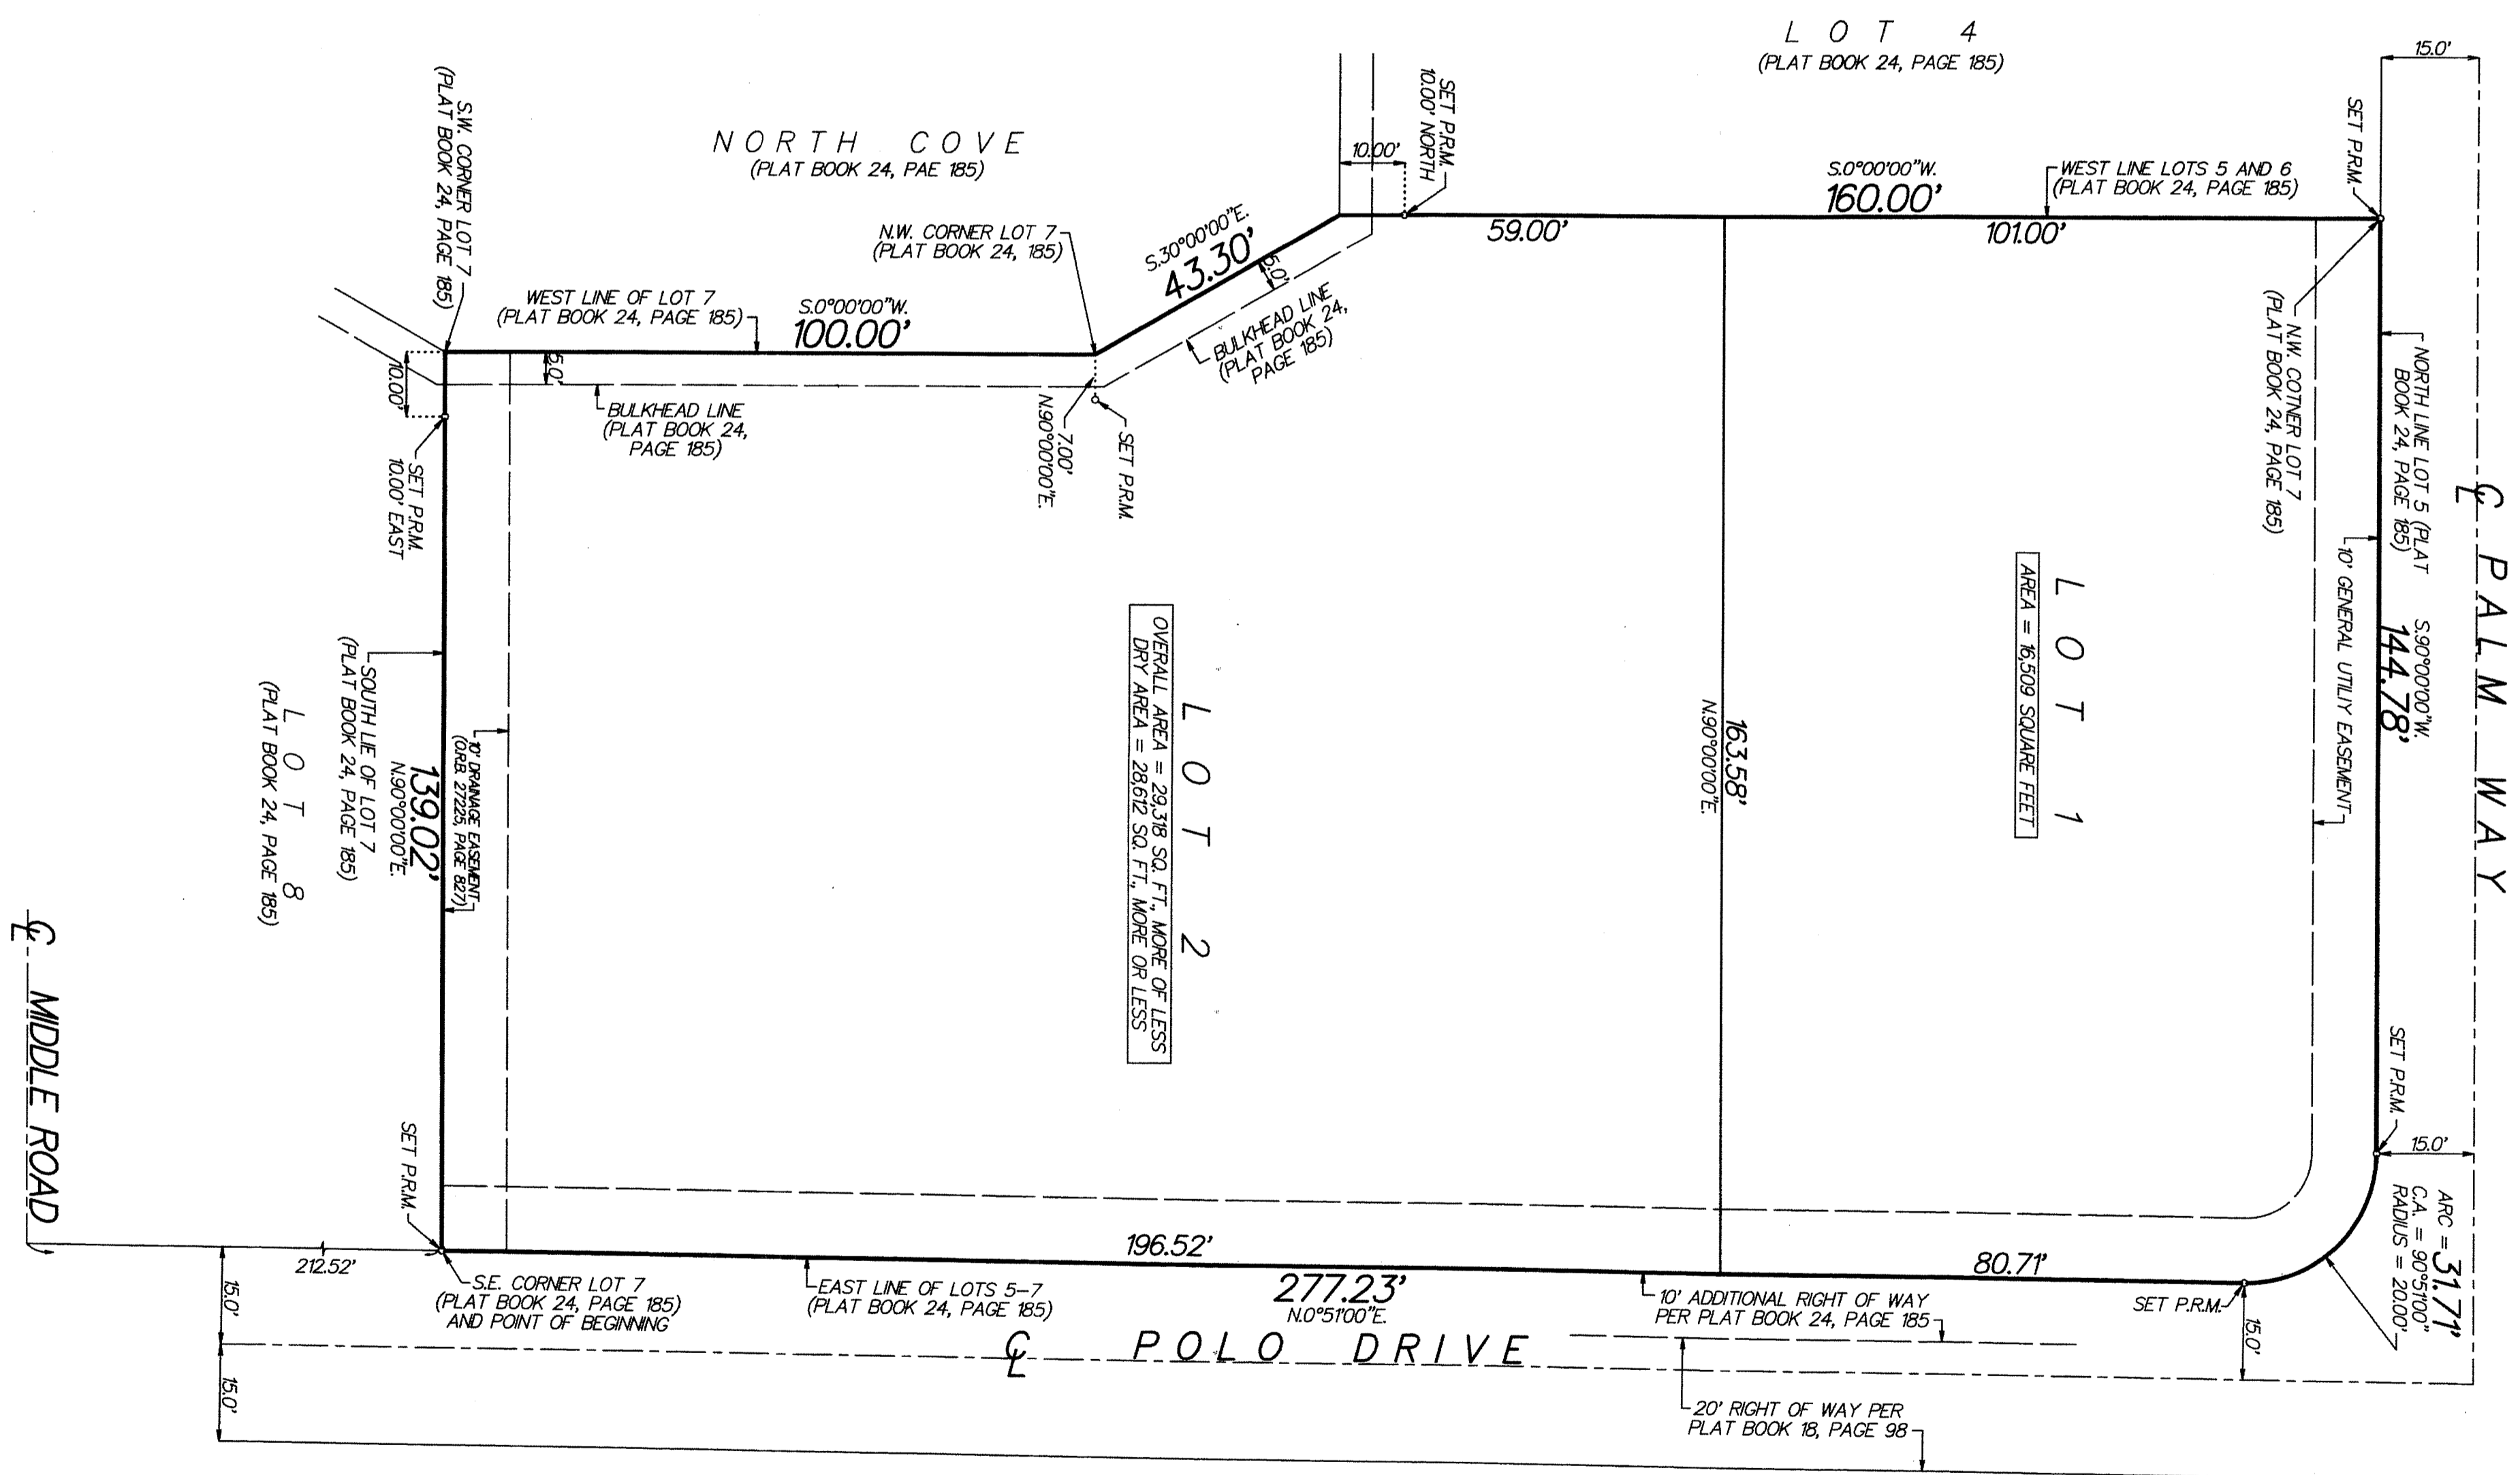 L O T 4
(PLAT BOOK 24, PAGE 185)
15.0'
SET P.R.M.
SET P.R.M.
10.00' NORTH
10.00'
S.0°00'00"W.
160.00'
WEST LINE LOTS 5 AND 6
(PLAT BOOK 24, PAGE 185)
59.00'
101.00'
NORTH COVE
(PLAT BOOK 24, PAE 185)
S.W. CORNER LOT 7
(PLAT BOOK 24, PAGE 185)
N.W. CORNER LOT 7
(PLAT BOOK 24, 185)
S.30°00'00"E.
43.30'
5.0'
BULKHEAD LINE
(PLAT BOOK 24,
PAGE 185)
WEST LINE OF LOT 7
(PLAT BOOK 24, PAGE 185)
S.0°00'00"W.
100.00'
10.00'
5.0'
BULKHEAD LINE
(PLAT BOOK 24,
PAGE 185)
SET P.R.M.
7.00'
N.90°00'00"E.
SET P.R.M.
10.00' EAST
N.W. COTNER LOT 7
(PLAT BOOK 24, PAGE 185)
NORTH LINE LOT 5 (PLAT
BOOK 24, PAGE 185)
S.90°00'00"W.
144.78'
10' GENERAL UTILIY EASEMENT
℄ PALM WAY
LOT 1
AREA = 16,509 SQUARE FEET
163.58'
N.90°00'00"E.
LOT 2
OVERALL AREA = 29,318 SQ. FT., MORE OF LESS
DRY AREA = 28,612 SQ. FT., MORE OR LESS
10' DRAINAGE EASEMENT
(O.R.B. 27225, PAGE 827)
139.02'
N.90°00'00"E.
SOUTH LIE OF LOT 7
(PLAT BOOK 24, PAGE 185)
LOT 8
(PLAT BOOK 24, PAGE 185)
℄ MIDDLE ROAD
SET P.R.M.
SET P.R.M.
15.0'
ARC = 31.71'
C.A. = 90°51'00"
RADIUS = 20.00'
212.52'
15.0'
15.0'
S.E. CORNER LOT 7
(PLAT BOOK 24, PAGE 185)
AND POINT OF BEGINNING
EAST LINE OF LOTS 5-7
(PLAT BOOK 24, PAGE 185)
196.52'
277.23'
N.0°51'00"E.
80.71'
10' ADDITIONAL RIGHT OF WAY
PER PLAT BOOK 24, PAGE 185
SET P.R.M.
15.0'
℄ POLO DRIVE
20' RIGHT OF WAY PER
PLAT BOOK 18, PAGE 98